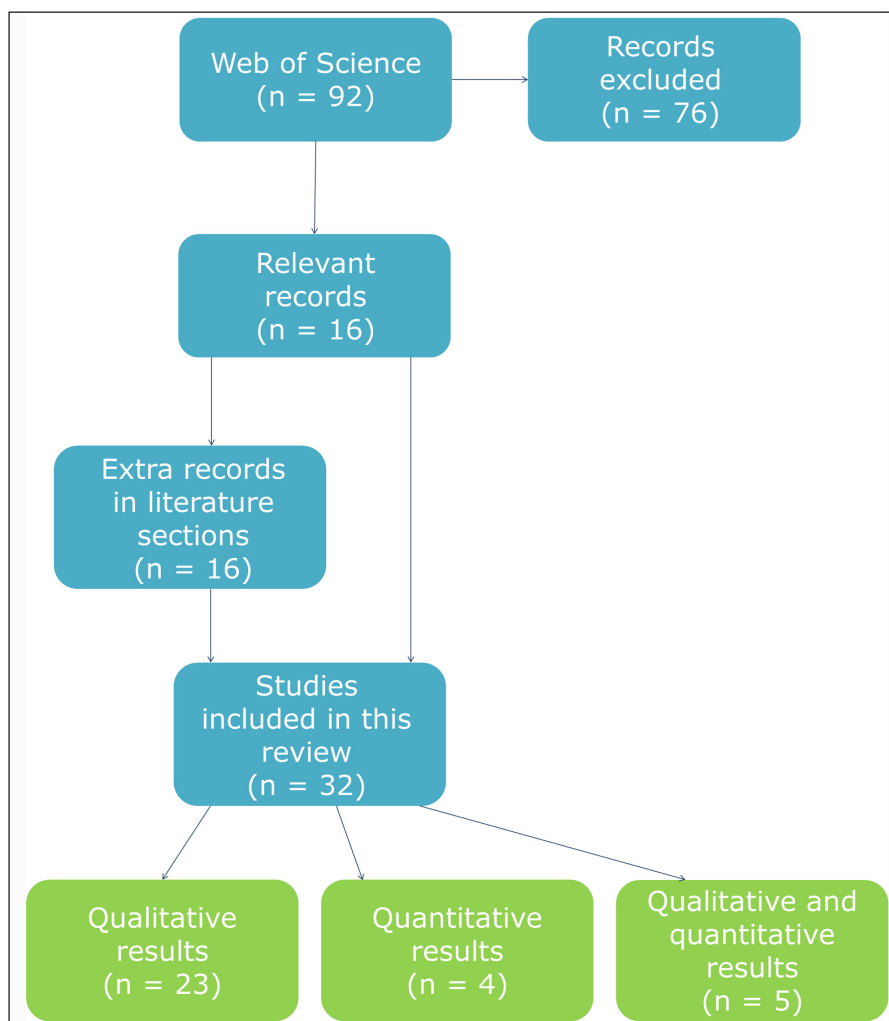 Web of Science
(n = 92)
Records
excluded
(n = 76)
Relevant
records
(n = 16)
Extra records
in literature
sections
(n = 16)
Studies
included in this
review
(n = 32)
Qualitative
results
(n = 23)
Quantitative
results
(n = 4)
Qualitative and
quantitative
results
(n = 5)